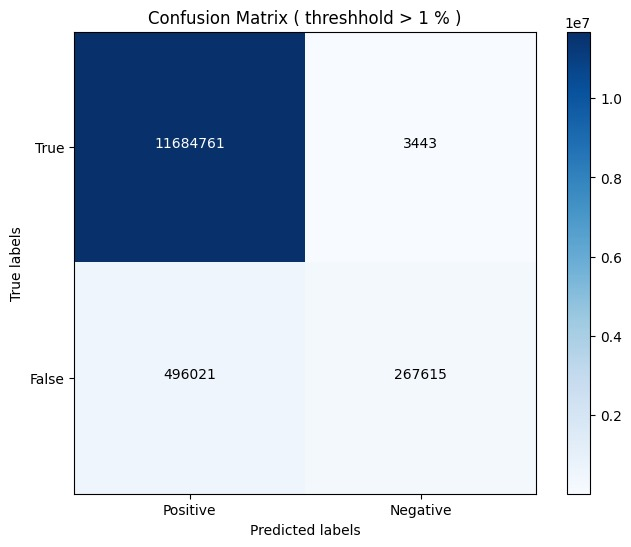 Confusion Matrix ( threshhold > 1 % )
1e7
True
11684761
3443
False
496021
267615
Positive
Negative
True labels
Predicted labels
1.0
0.8
0.6
0.4
0.2